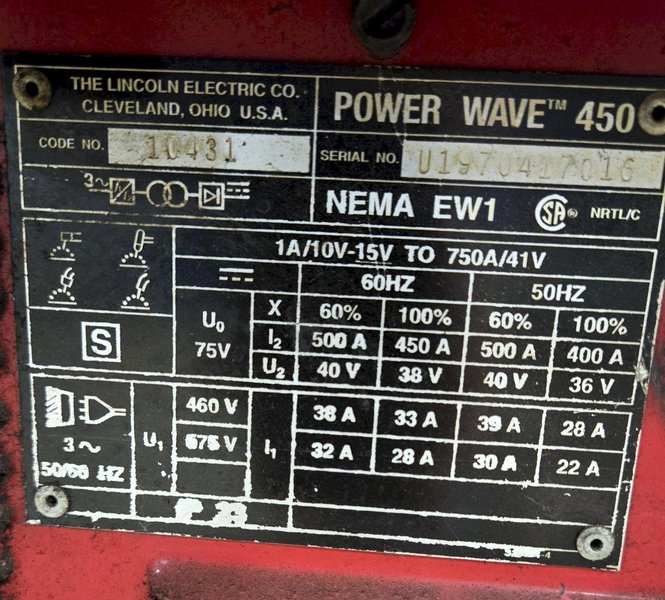 THE LINCOLN ELECTRIC CO.
CLEVELAND, OHIO U.S.A.
POWER WAVE™ 450
CODE NO. 10431
SERIAL NO. U1970417016
3~
NEMA EW1 SA® NRTL/C
1A/10V-15V TO 750A/41V
60HZ 50HZ
U0 75V
X 60% 100% 60% 100%
I2 500 A 450 A 500 A 400 A
U2 40 V 38 V 40 V 36 V
S
3~
50/60 HZ
U1 I1
460 V 38 A 33 A 39 A 28 A
575 V 32 A 28 A 30 A 22 A